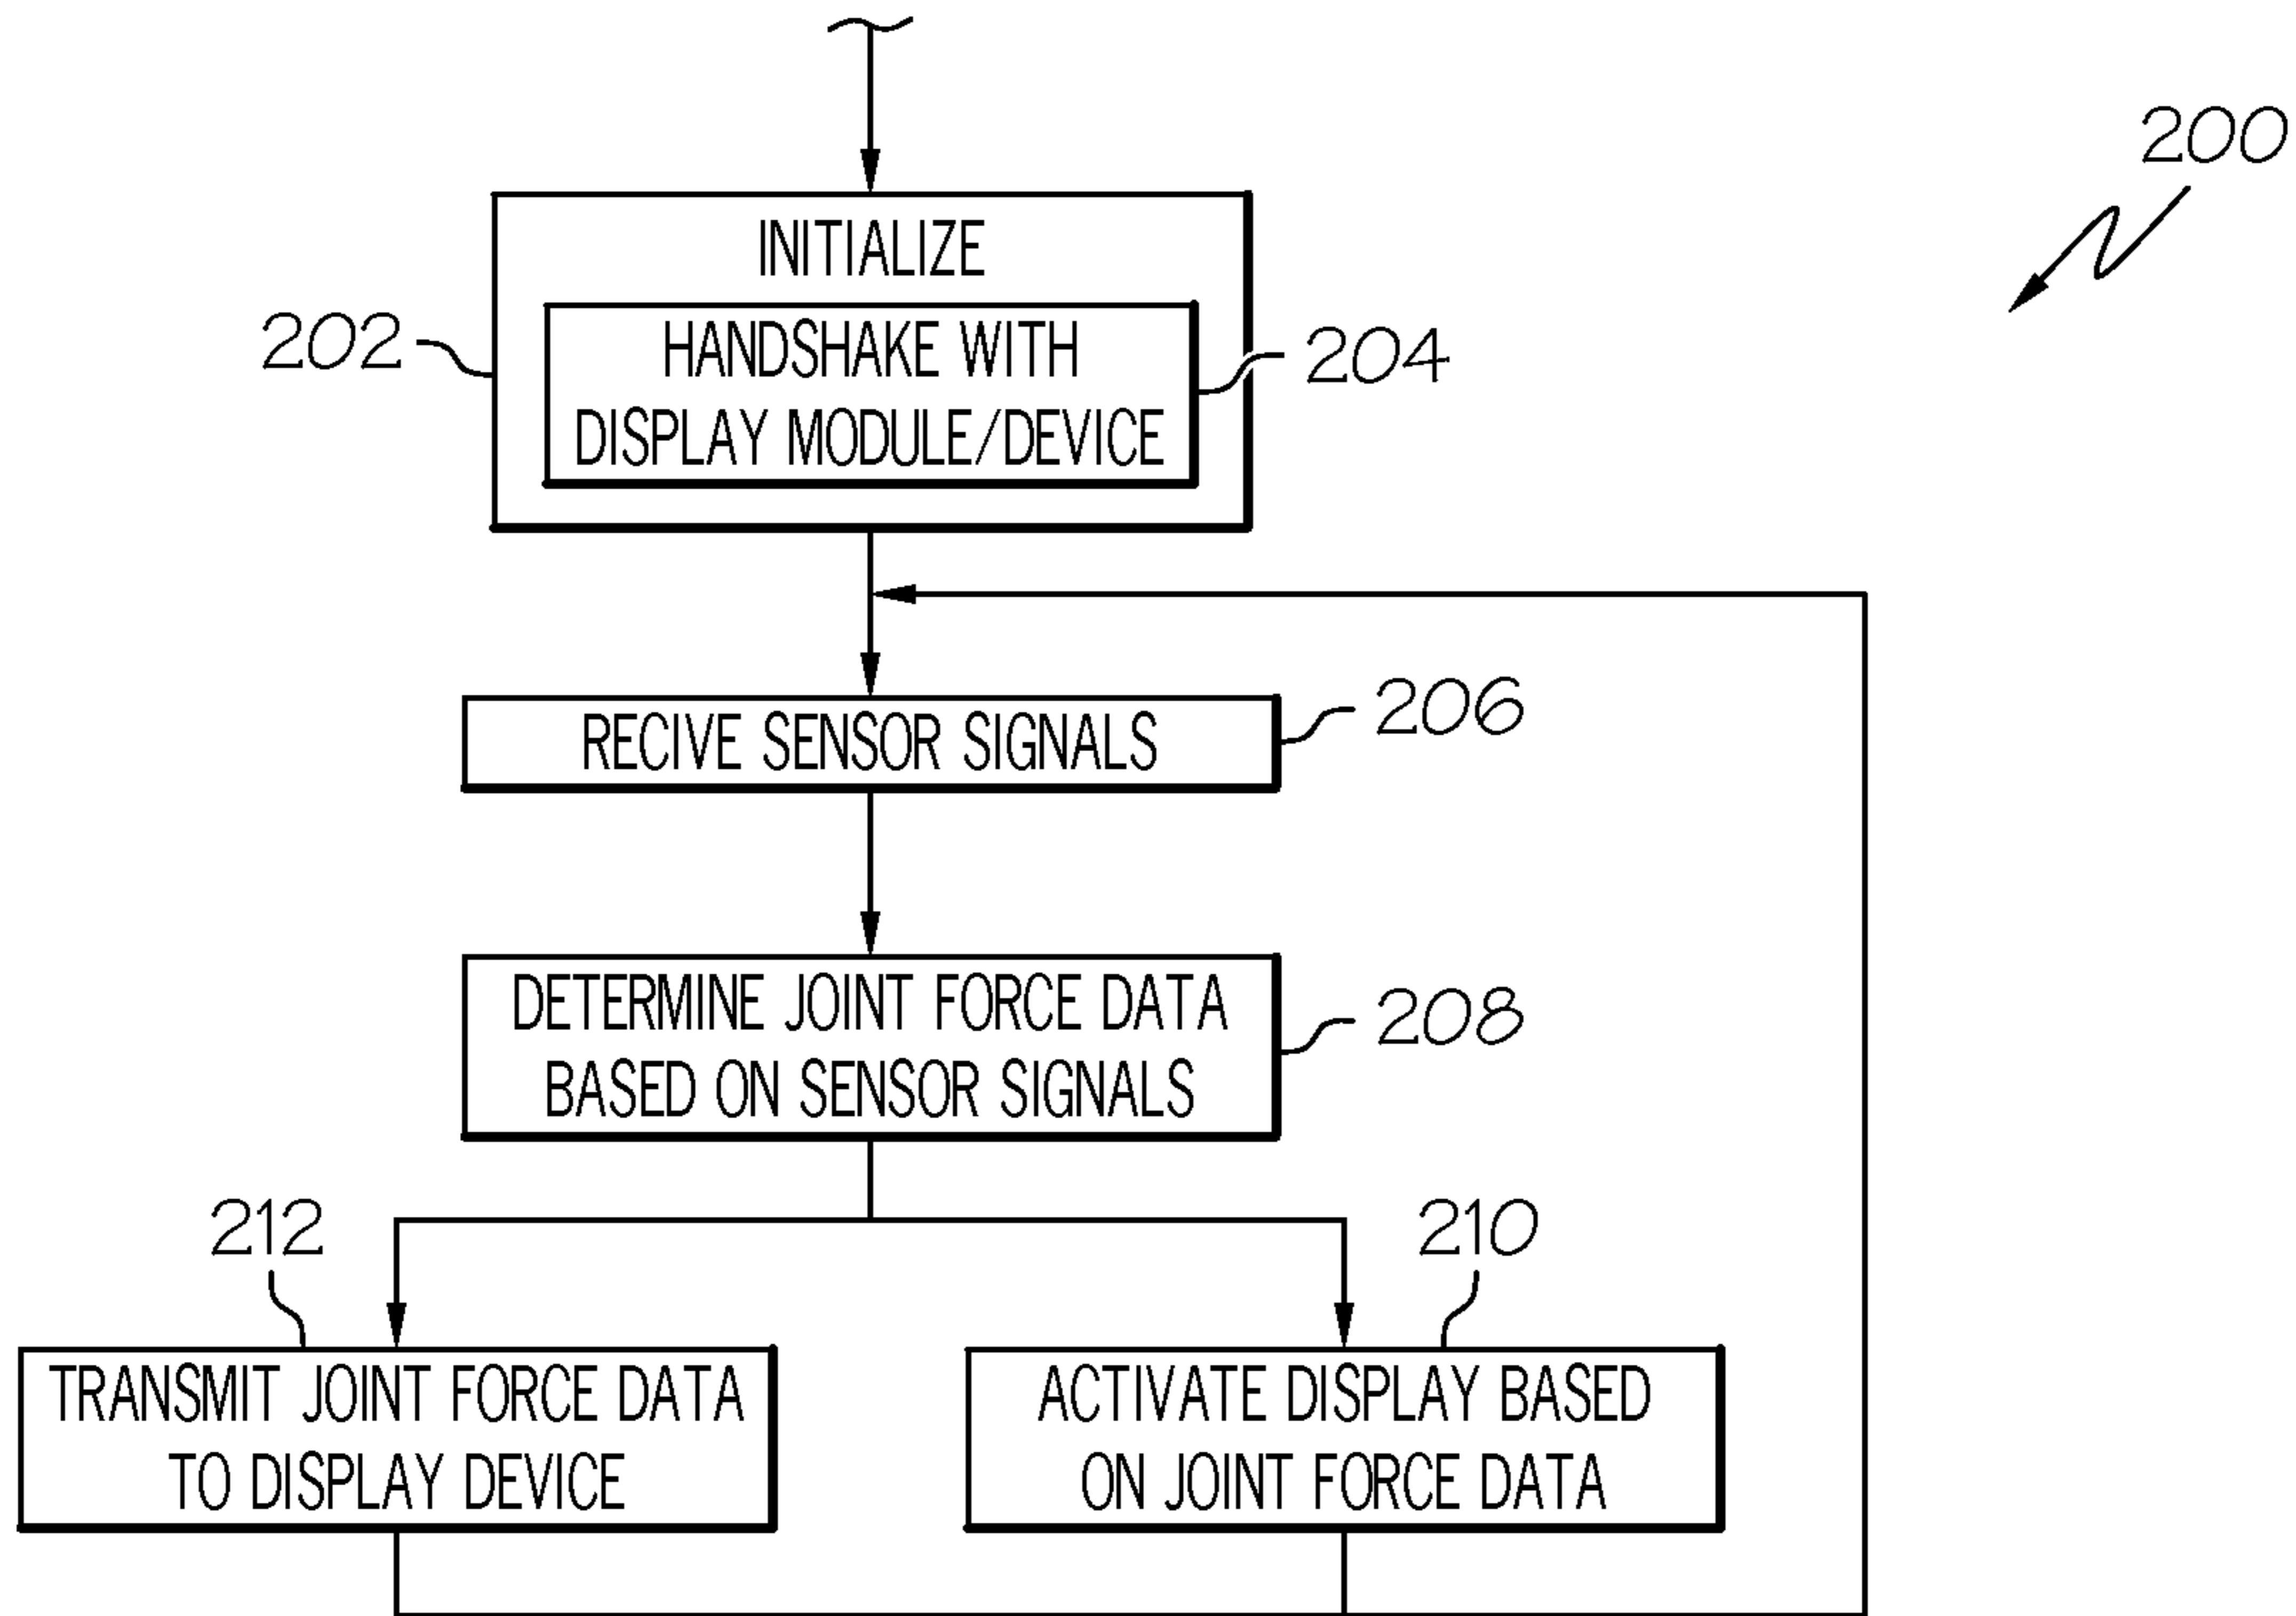 200
INITIALIZE
202
HANDSHAKE WITH
DISPLAY MODULE/DEVICE
204
RECIVE SENSOR SIGNALS
206
DETERMINE JOINT FORCE DATA
BASED ON SENSOR SIGNALS
208
212
TRANSMIT JOINT FORCE DATA
TO DISPLAY DEVICE
210
ACTIVATE DISPLAY BASED
ON JOINT FORCE DATA